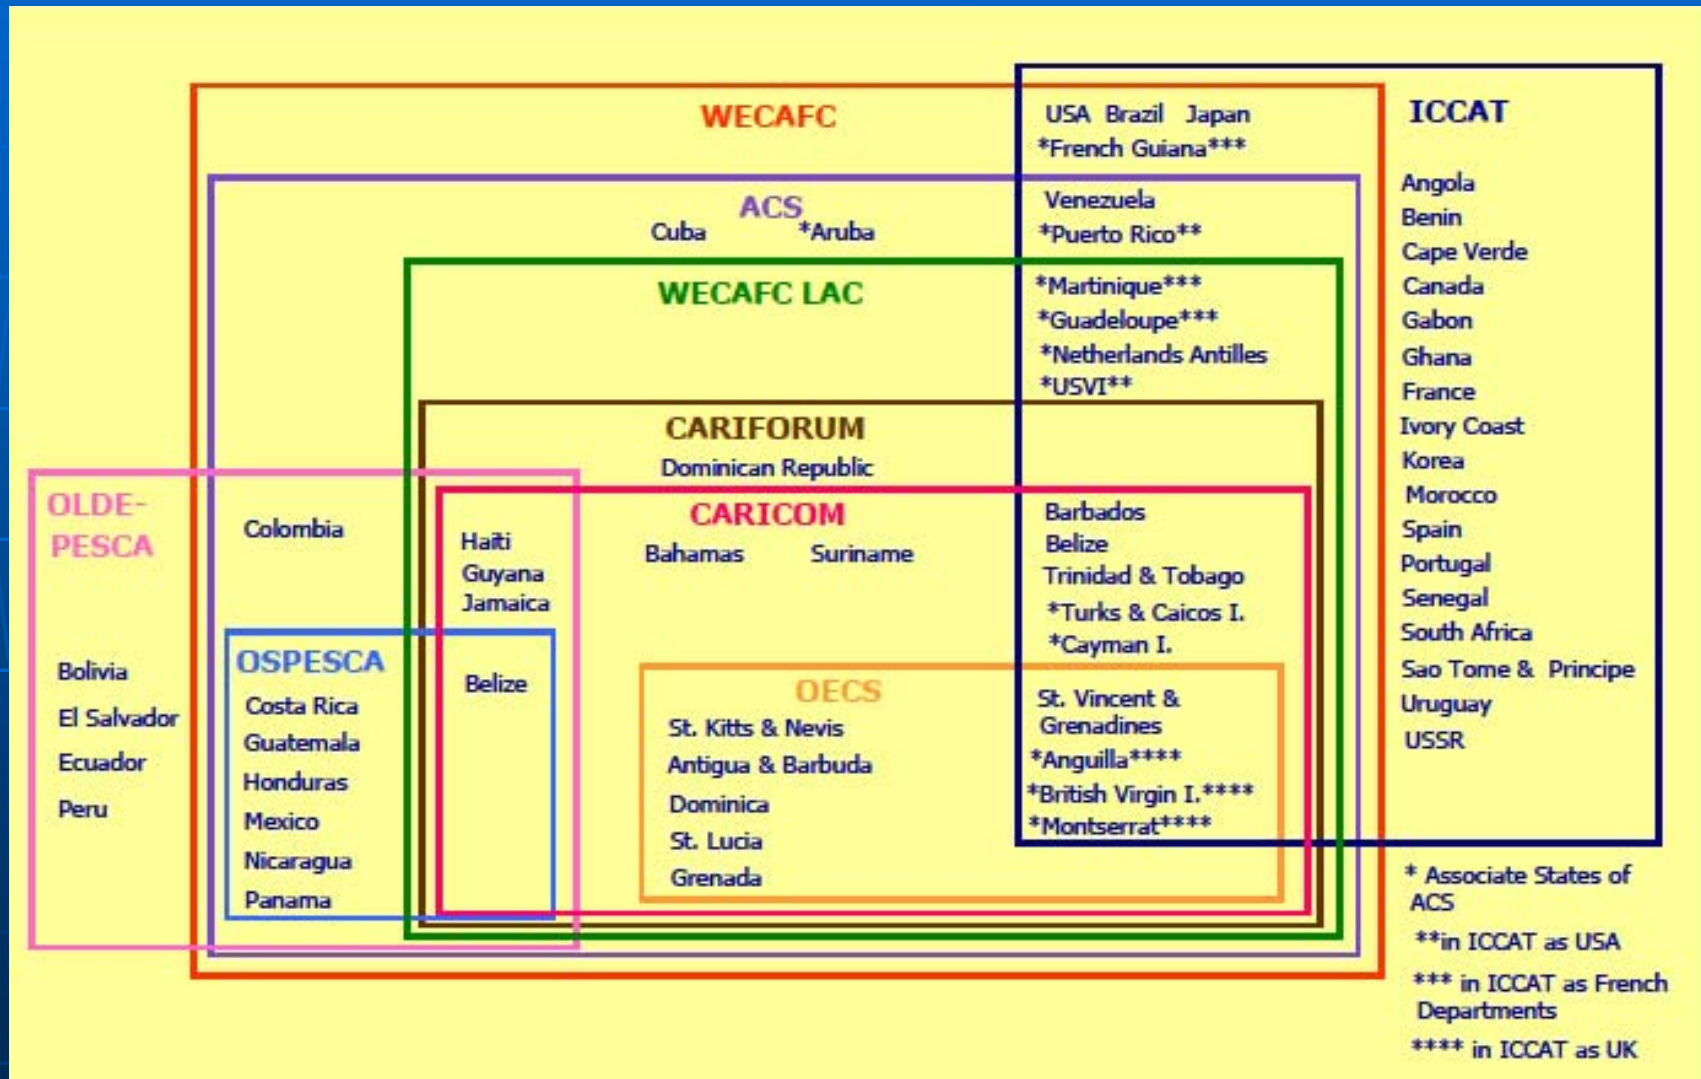 WECAFC
USA Brazil Japan
*French Guiana***
ICCAT
ACS
Cuba *Aruba
Venezuela
*Puerto Rico**
WECAFC LAC
*Martinique***
*Guadeloupe***
*Netherlands Antilles
*USVI**
Angola
Benin
Cape Verde
Canada
Gabon
Ghana
France
Ivory Coast
Korea
Morocco
Spain
Portugal
Senegal
South Africa
Sao Tome & Principe
Uruguay
USSR
CARIFORUM
Dominican Republic
OLDE-
PESCA
Colombia
Haiti
Guyana
Jamaica
CARICOM
Bahamas Suriname
Barbados
Belize
Trinidad & Tobago
*Turks & Caicos I.
*Cayman I.
Bolivia
El Salvador
Ecuador
Peru
OSPESCA
Costa Rica
Guatemala
Honduras
Mexico
Nicaragua
Panama
Belize
OECS
St. Kitts & Nevis
Antigua & Barbuda
Dominica
St. Lucia
Grenada
St. Vincent &
Grenadines
*Anguilla****
*British Virgin I.****
*Montserrat****
* Associate States of
ACS
**in ICCAT as USA
*** in ICCAT as French
Departments
**** in ICCAT as UK